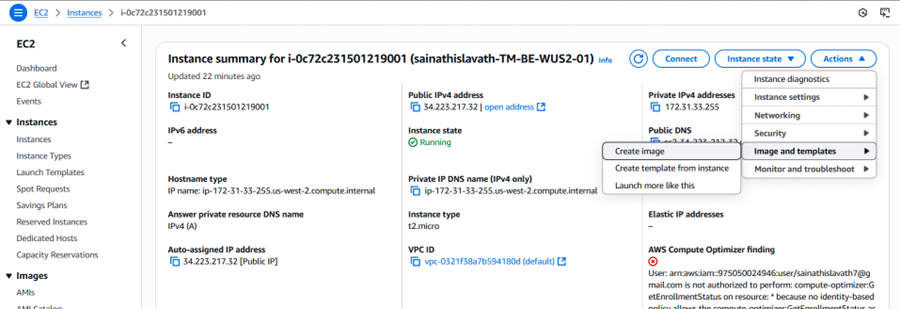 EC2 > Instances > i-0c72c231501219001
EC2
Dashboard
EC2 Global View
Events
Instances
Instances
Instance Types
Launch Templates
Spot Requests
Savings Plans
Reserved Instances
Dedicated Hosts
Capacity Reservations
Images
AMIs
AMI Catalog
Instance summary for i-0c72c231501219001 (sainathislavath-TM-BE-WUS2-01) Info
Updated 22 minutes ago
Connect
Instance state
Actions
Instance diagnostics
Instance settings
Networking
Security
Image and templates
Monitor and troubleshoot
Create image
Create template from instance
Launch more like this
Instance ID
i-0c72c231501219001
IPv6 address
–
Hostname type
IP name: ip-172-31-33-255.us-west-2.compute.internal
Answer private resource DNS name
IPv4 (A)
Auto-assigned IP address
34.223.217.32 [Public IP]
Public IPv4 address
34.223.217.32 | open address
Instance state
Running
Private IP DNS name (IPv4 only)
ip-172-31-33-255.us-west-2.compute.internal
Instance type
t2.micro
VPC ID
vpc-0321f38a7b594180d (default)
Private IPv4 addresses
172.31.33.255
Public DNS
Elastic IP addresses
–
AWS Compute Optimizer finding
User: arn:aws:iam::975050024946:user/sainathislavath7@g
mail.com is not authorized to perform: compute-optimizer:G
etEnrollmentStatus on resource: * because no identity-based
policy allows the compute-optimizer:GetEnrollmentStatus ac